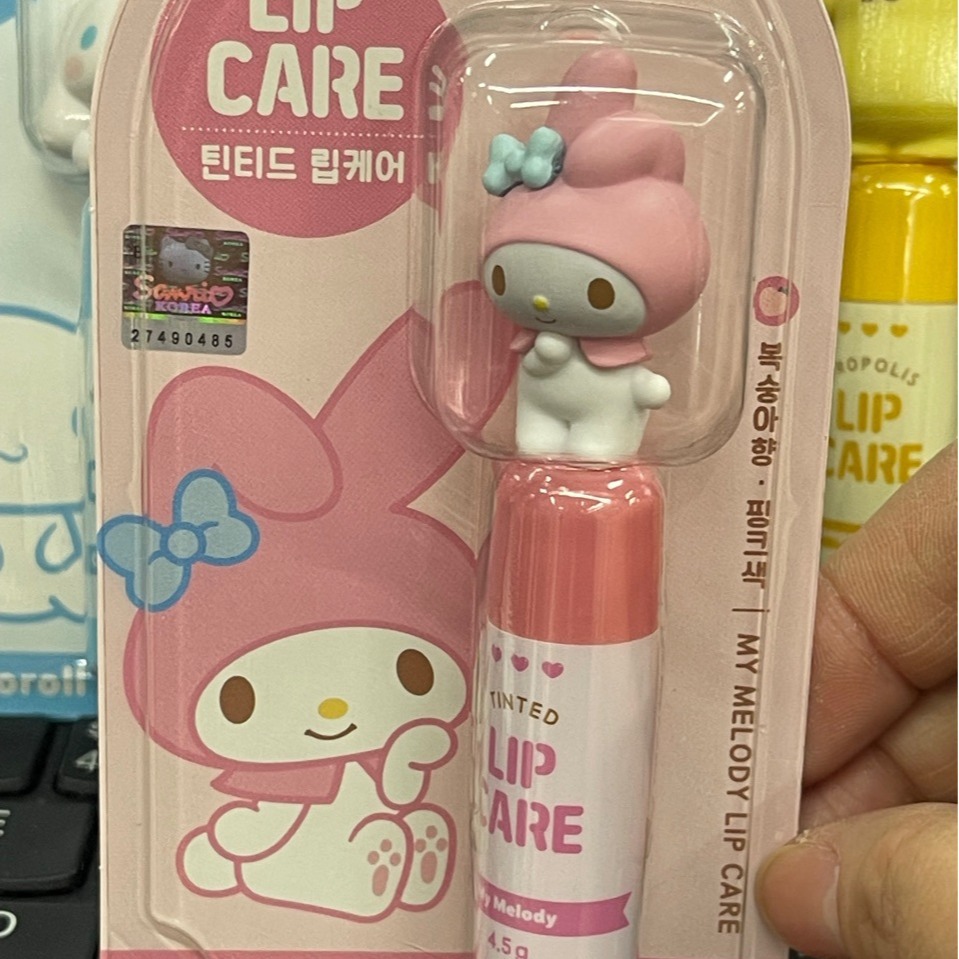 LIP
CARE
틴티드 립케어
Sanrio
KOREA
27490485
복숭아향 · 핑크색 | MY MELODY LIP CARE
TINTED
LIP
CARE
My Melody
4.5g
PROPOLIS
LIP
CARE